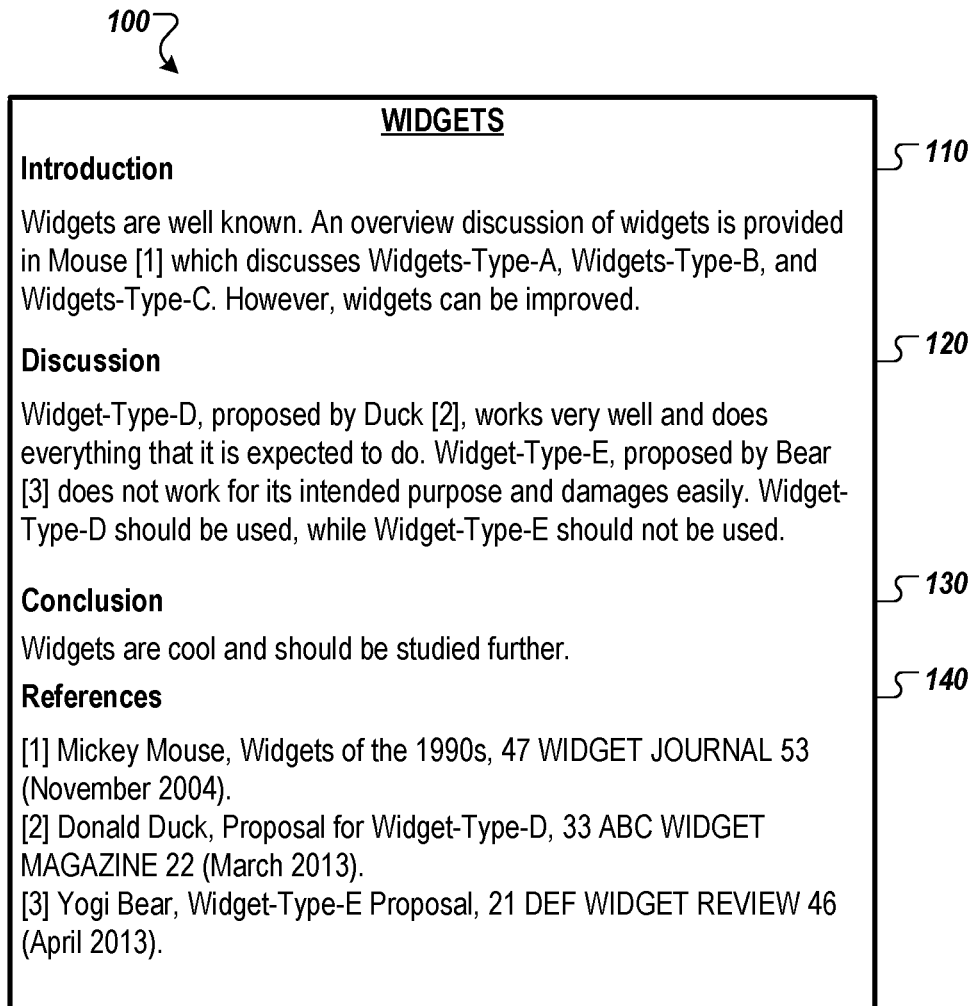 100
WIDGETS
110
Introduction
Widgets are well known. An overview discussion of widgets is provided
in Mouse [1] which discusses Widgets-Type-A, Widgets-Type-B, and
Widgets-Type-C. However, widgets can be improved.
120
Discussion
Widget-Type-D, proposed by Duck [2], works very well and does
everything that it is expected to do. Widget-Type-E, proposed by Bear
[3] does not work for its intended purpose and damages easily. Widget-
Type-D should be used, while Widget-Type-E should not be used.
130
Conclusion
Widgets are cool and should be studied further.
140
References
[1] Mickey Mouse, Widgets of the 1990s, 47 WIDGET JOURNAL 53
(November 2004).
[2] Donald Duck, Proposal for Widget-Type-D, 33 ABC WIDGET
MAGAZINE 22 (March 2013).
[3] Yogi Bear, Widget-Type-E Proposal, 21 DEF WIDGET REVIEW 46
(April 2013).